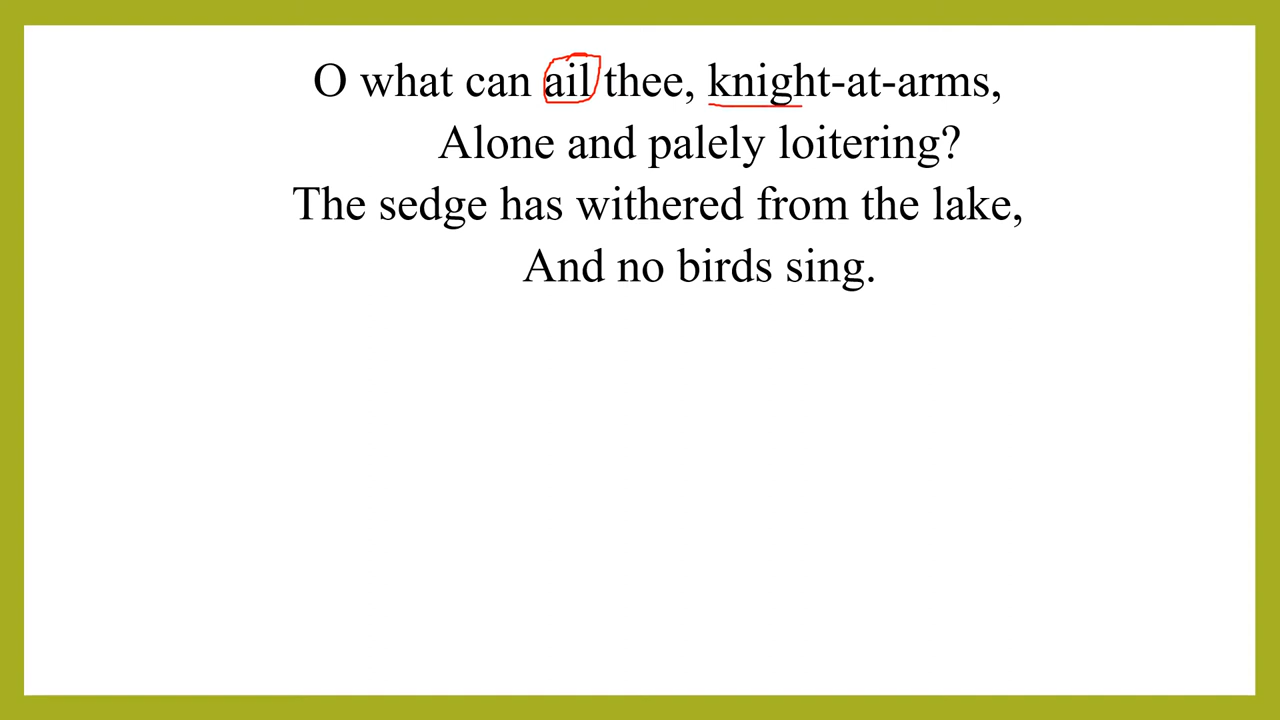 O what can ail thee, knight-at-arms,
Alone and palely loitering?
The sedge has withered from the lake,
And no birds sing.